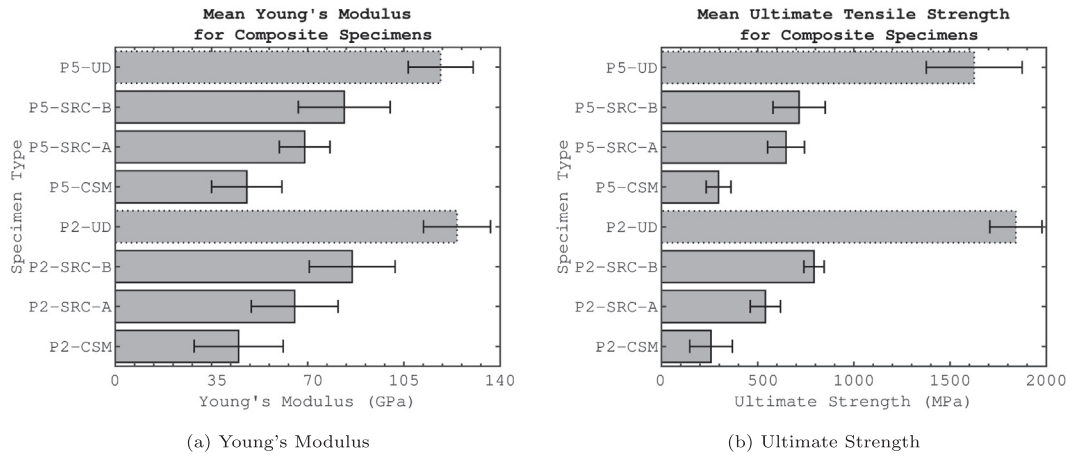 Mean Young's Modulus
for Composite Specimens
Specimen Type
P5-UD
P5-SRC-B
P5-SRC-A
P5-CSM
P2-UD
P2-SRC-B
P2-SRC-A
P2-CSM
0 35 70 105 140
Young's Modulus (GPa)
(a) Young's Modulus
Mean Ultimate Tensile Strength
for Composite Specimens
Specimen Type
P5-UD
P5-SRC-B
P5-SRC-A
P5-CSM
P2-UD
P2-SRC-B
P2-SRC-A
P2-CSM
0 500 1000 1500 2000
Ultimate Strength (MPa)
(b) Ultimate Strength